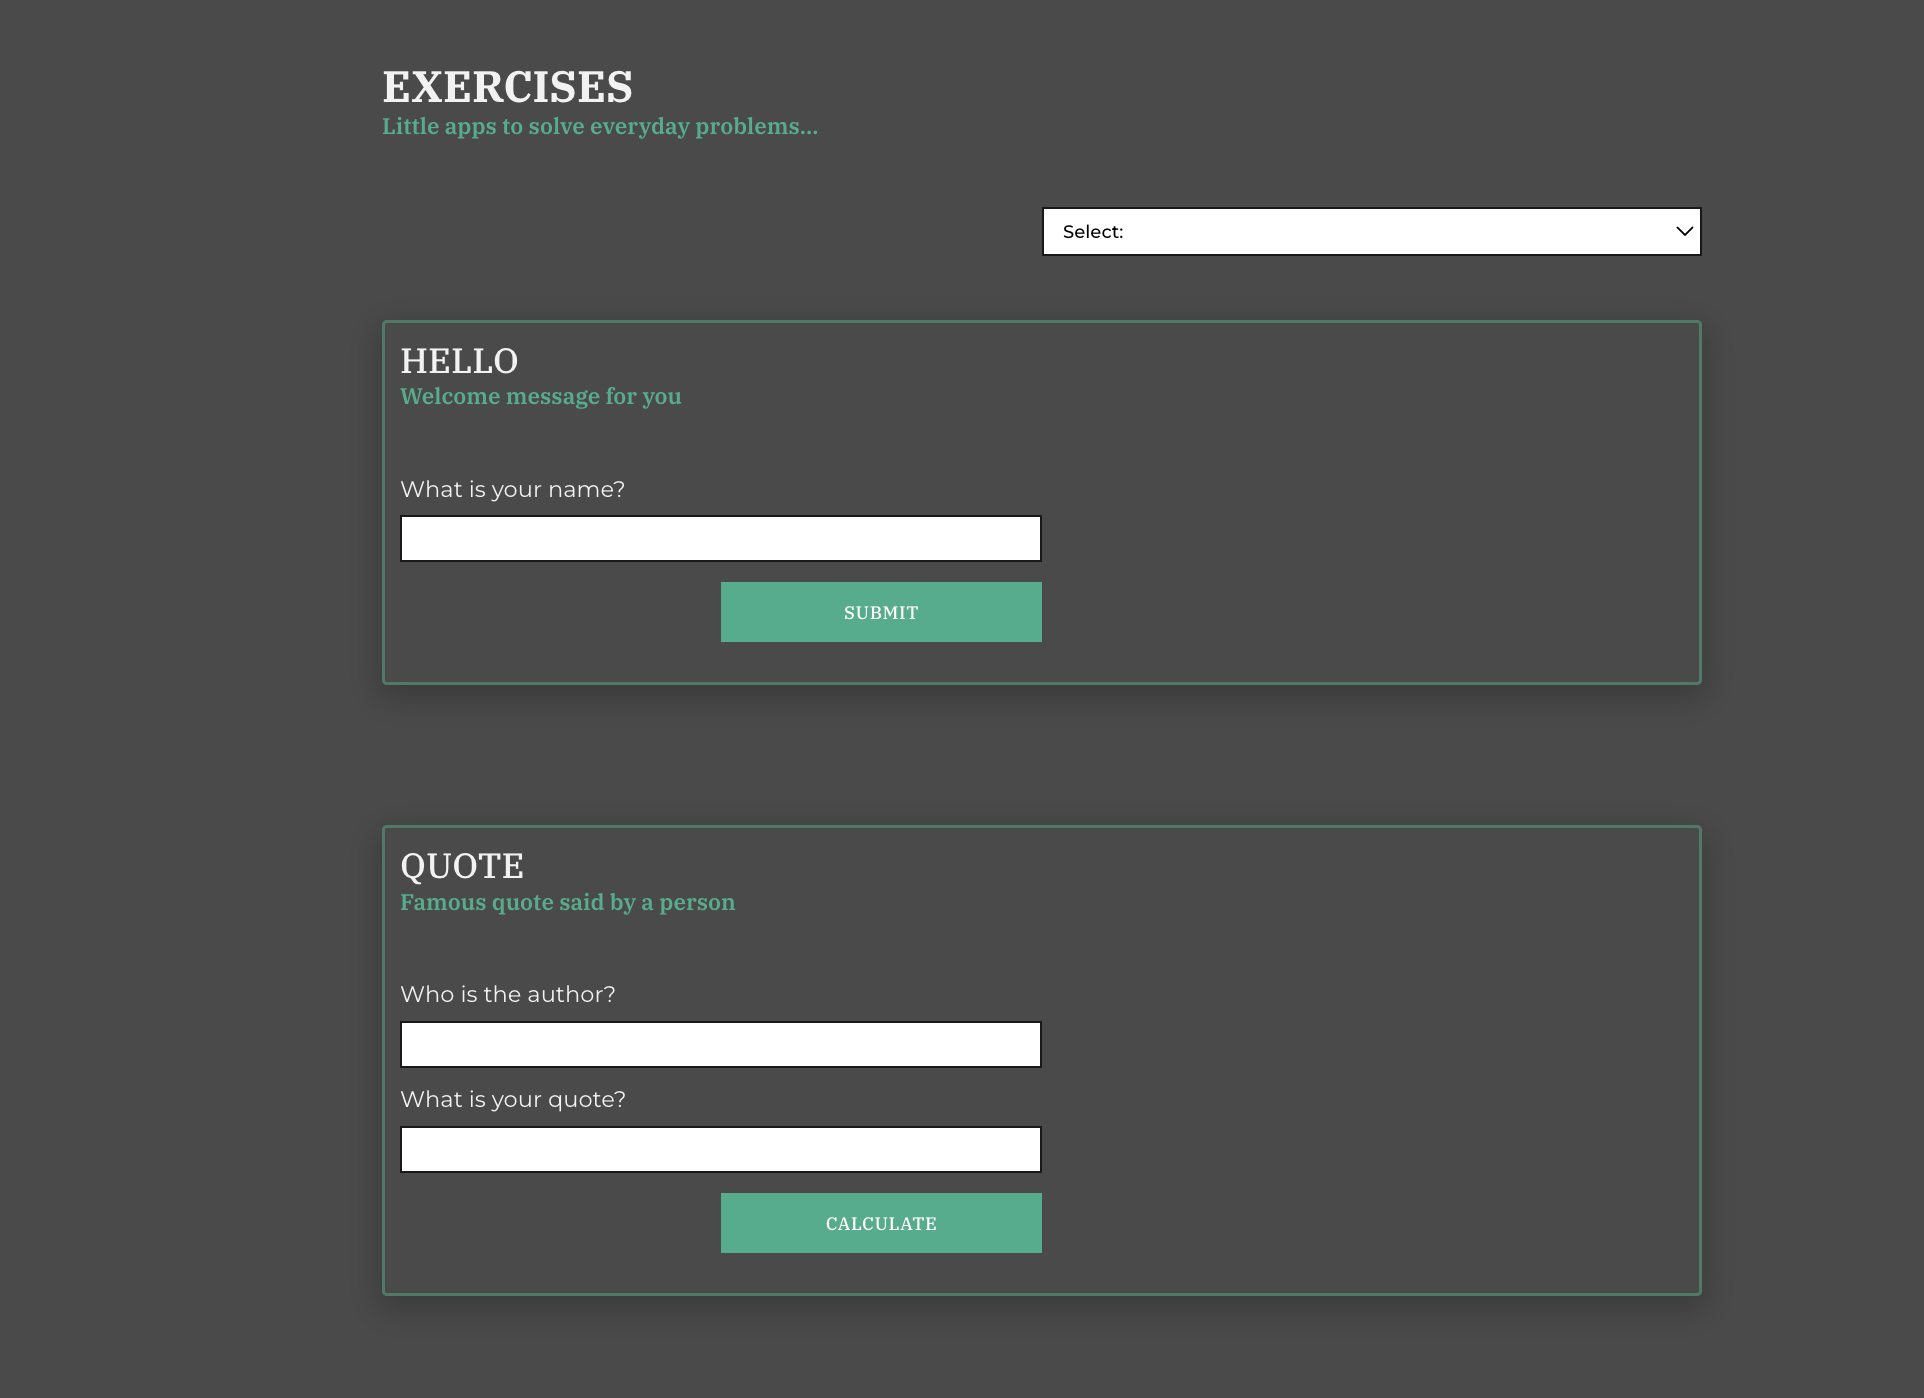 EXERCISES
Little apps to solve everyday problems...
Select:
HELLO
Welcome message for you
What is your name?
SUBMIT
QUOTE
Famous quote said by a person
Who is the author?
What is your quote?
CALCULATE